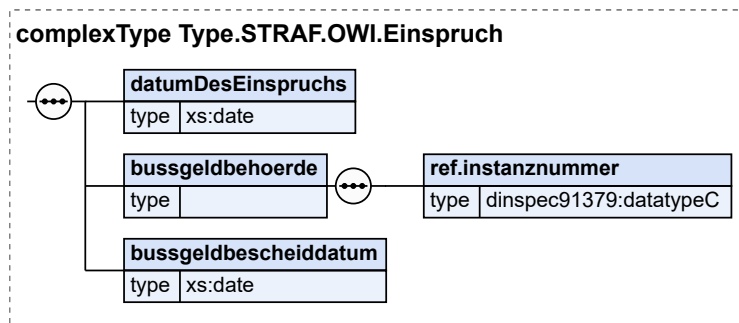 complexType Type.STRAF.OWI.Einspruch
datumDesEinspruchs
type xs:date
bussgeldbehoerde
type
ref.instanznummer
type dinspec91379:datatypeC
bussgeldbescheiddatum
type xs:date